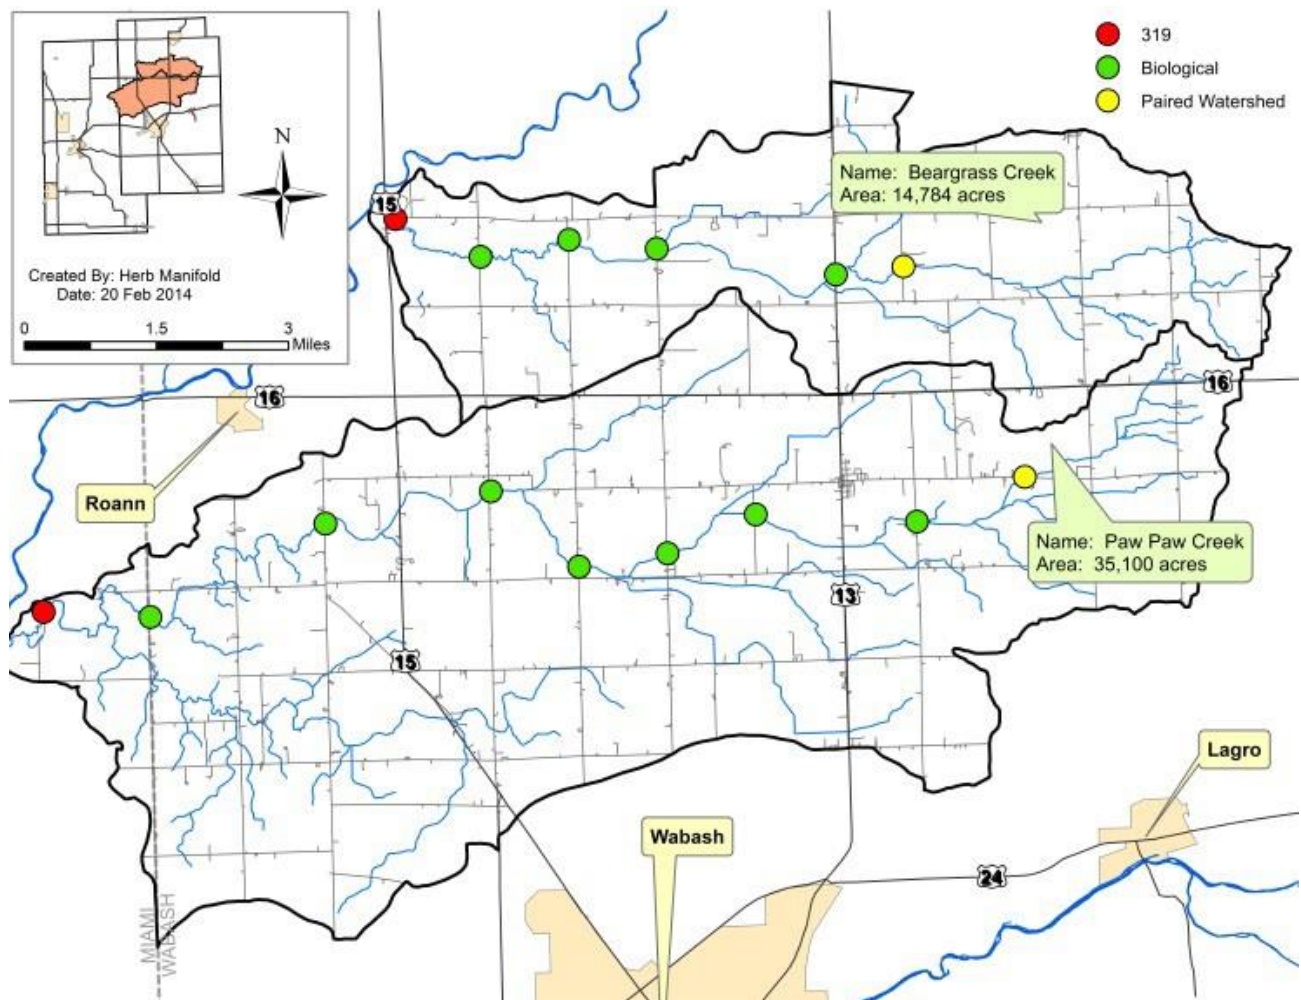 319
Biological
Paired Watershed
N
Created By: Herb Manifold
Date: 20 Feb 2014
0 1.5 3
Miles
15
Name: Beargrass Creek
Area: 14,784 acres
16
16
Roann
Name: Paw Paw Creek
Area: 35,100 acres
13
15
Lagro
Wabash
24
MIAMI
WABASH